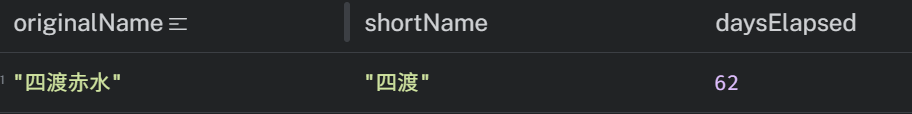 originalName shortName daysElapsed
1 "四渡赤水" "四渡" 62